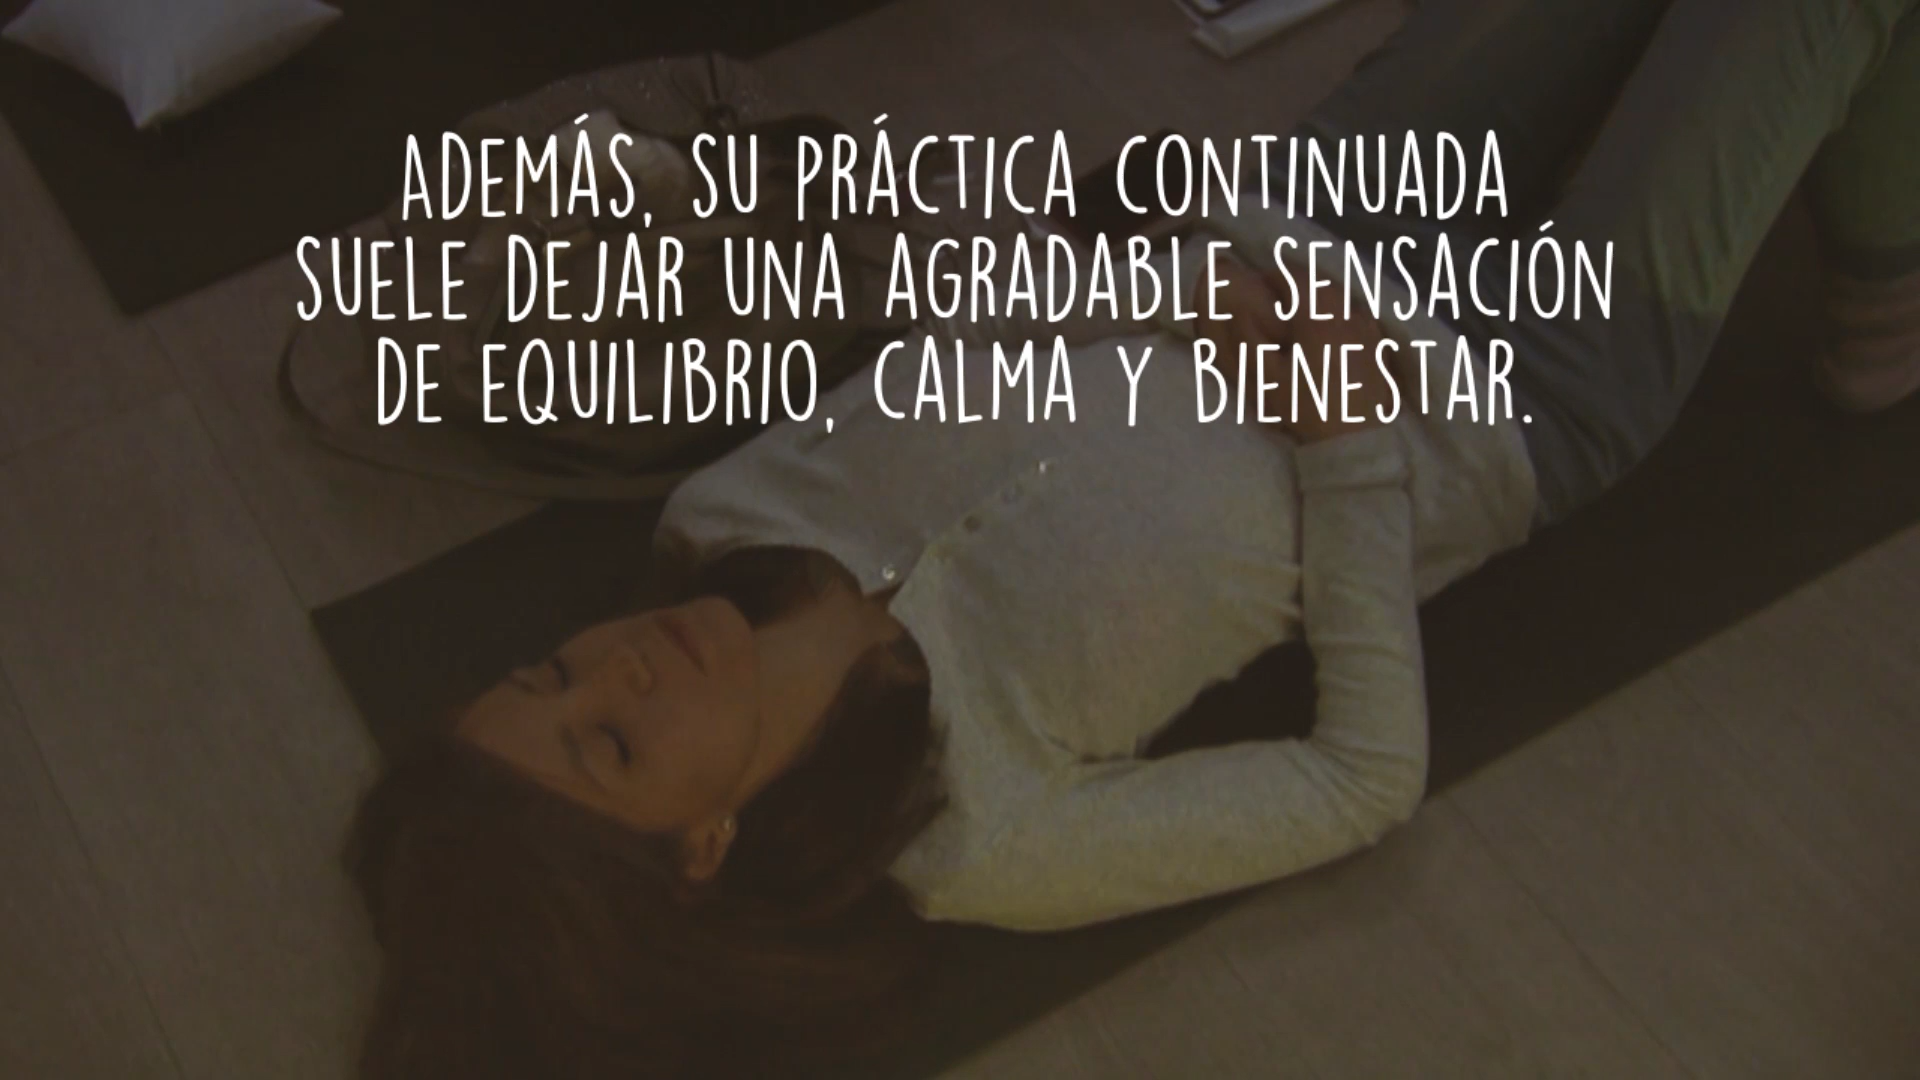 ADEMÁS, SU PRÁCTICA CONTINUADA
SUELE DEJAR UNA AGRADABLE SENSACIÓN
DE EQUILIBRIO, CALMA Y BIENESTAR.